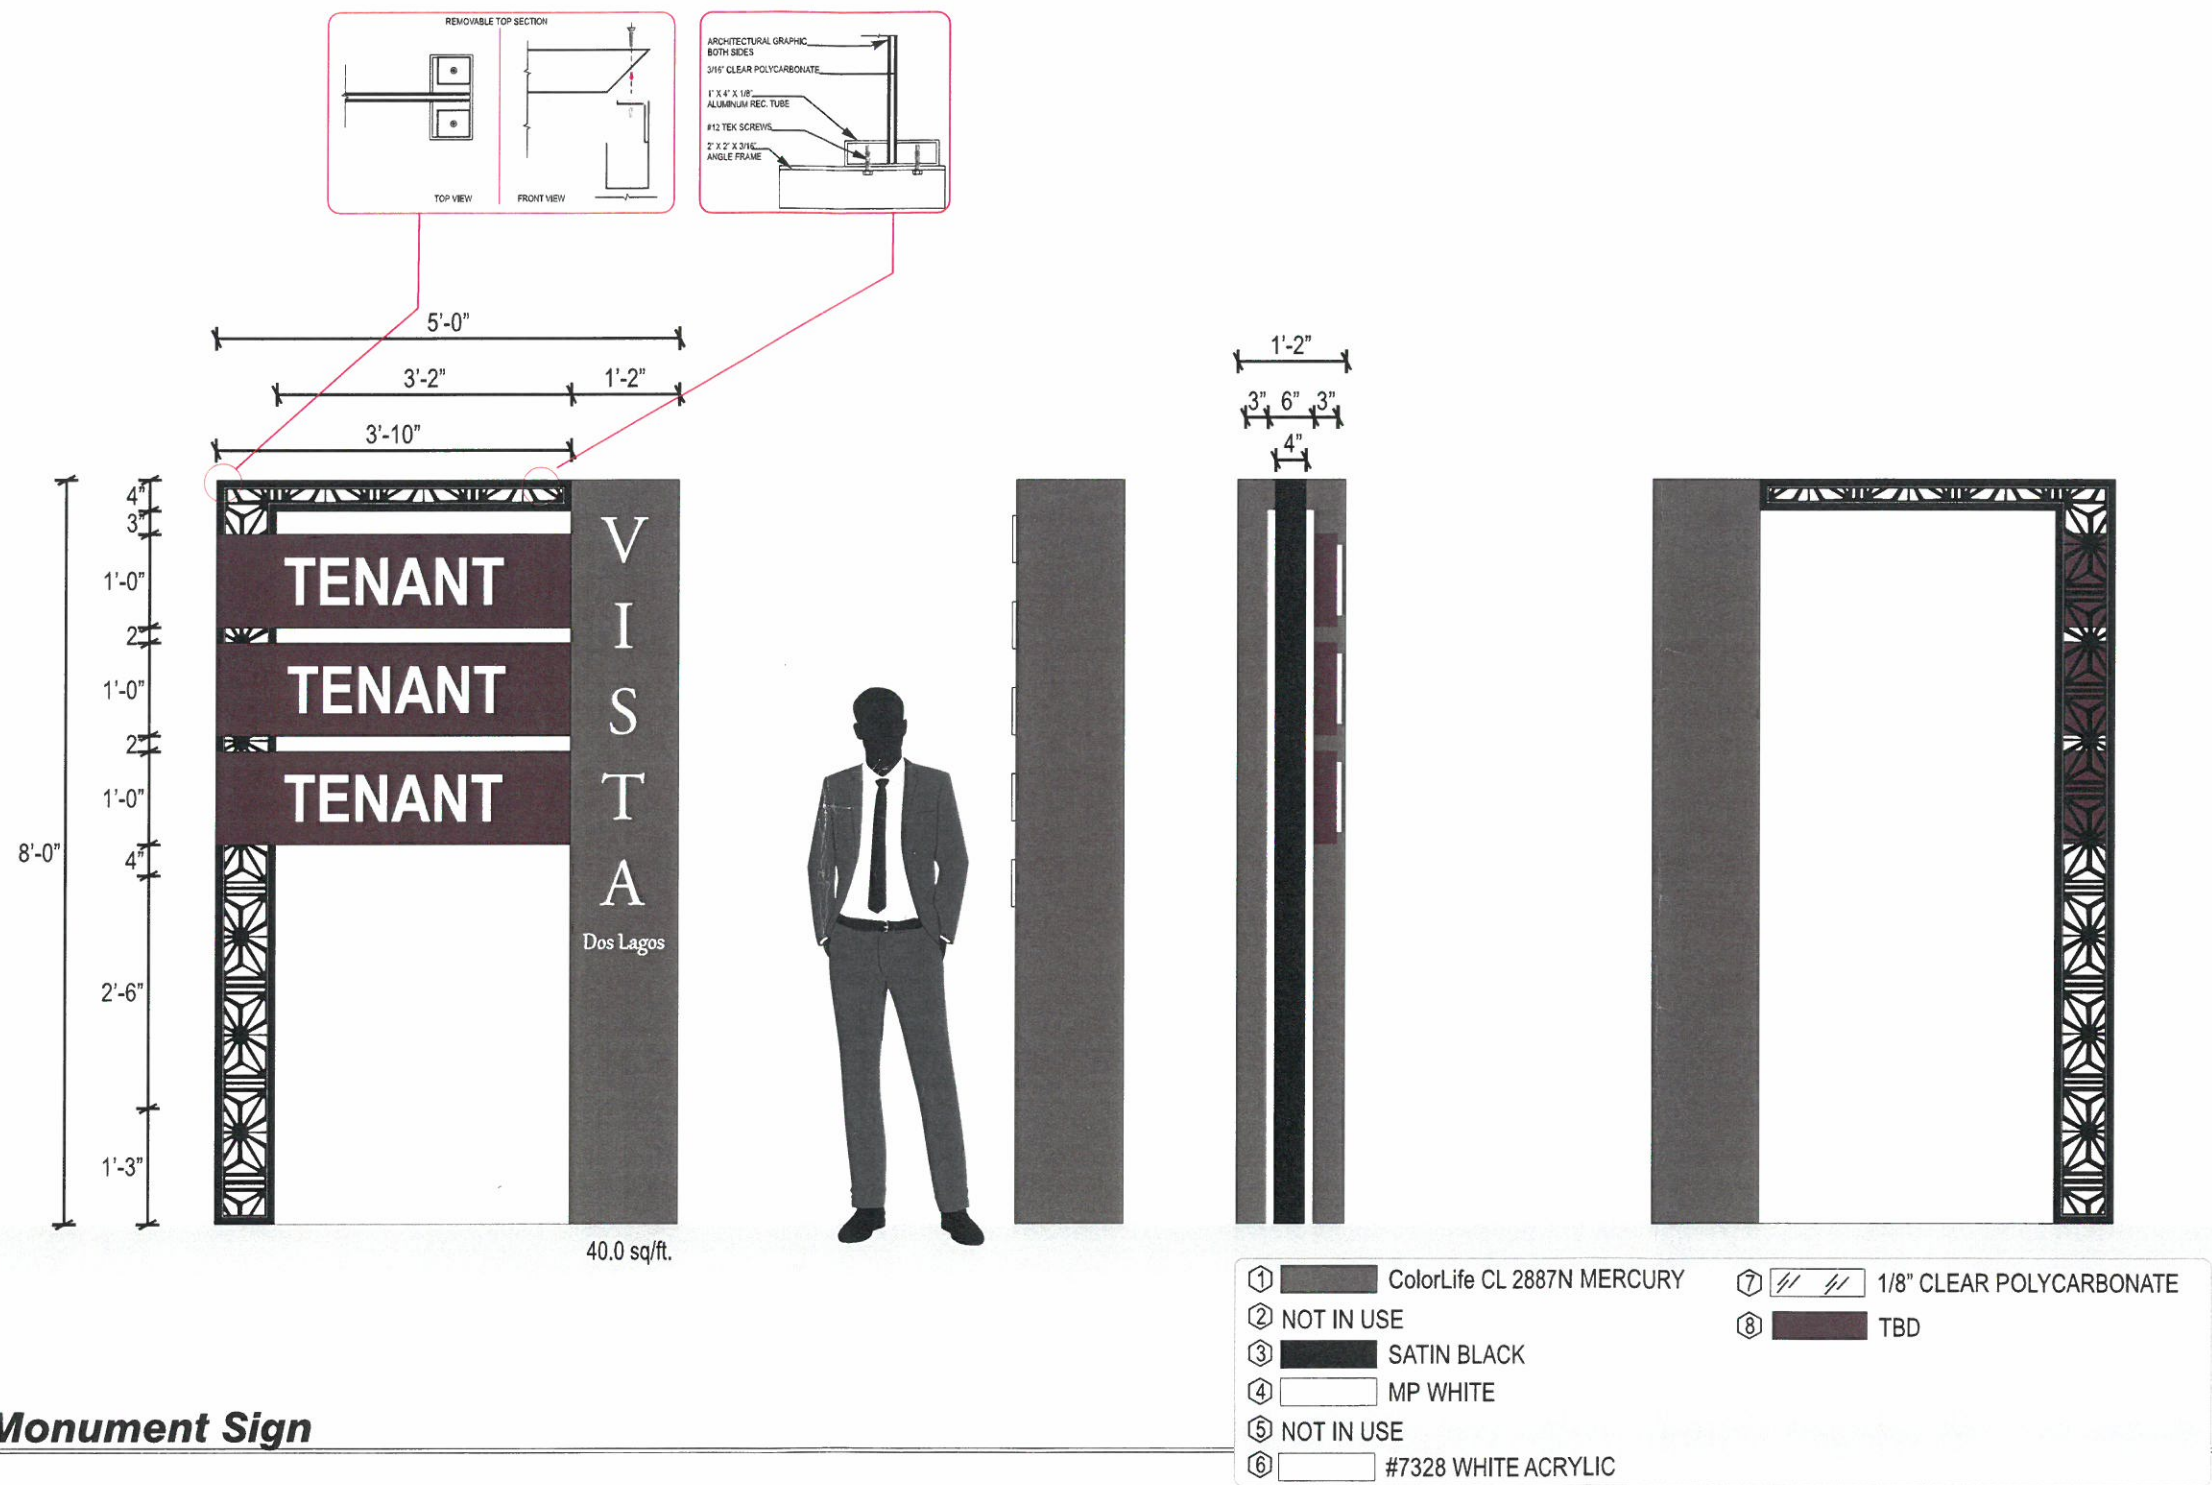 REMOVABLE TOP SECTION
TOP VIEW
FRONT VIEW
ARCHITECTURAL GRAPHIC
BOTH SIDES
3/16" CLEAR POLYCARBONATE
1" X 4" X 1/8"
ALUMINUM REC. TUBE
#12 TEK SCREWS
2" X 2" X 3/16"
ANGLE FRAME
5'-0"
3'-2"
1'-2"
3'-10"
8'-0"
4"
3"
1'-0"
2"
1'-0"
2"
1'-0"
4"
2'-6"
1'-3"
TENANT
TENANT
TENANT
V
I
S
T
A
Dos Lagos
40.0 sq/ft.
1'-2"
3"
6"
3"
4"
1 ColorLife CL 2887N MERCURY
2 NOT IN USE
3 SATIN BLACK
4 MP WHITE
5 NOT IN USE
6 #7328 WHITE ACRYLIC
7 1/8" CLEAR POLYCARBONATE
8 TBD
Monument Sign